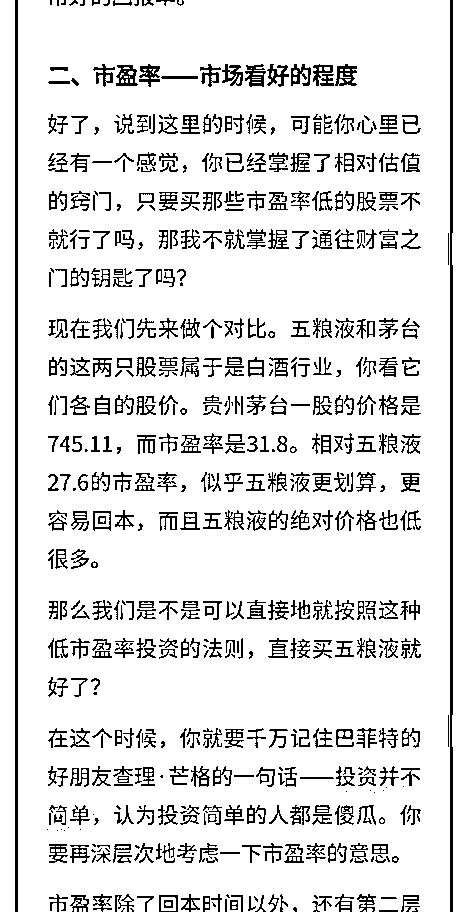 常好的回报率。
二、市盈率——市场看好的程度
好了，说到这里的时候，可能你心里已
经有一个感觉，你已经掌握了相对估值
的窍门，只要买那些市盈率低的股票不
就行了吗，那我不就掌握了通往财富之
门的钥匙了吗？
现在我们先来做个对比。五粮液和茅台
的这两只股票属于是白酒行业，你看它
们各自的股价。贵州茅台一股的价格是
745.11，而市盈率是31.8。相对五粮液
27.6的市盈率，似乎五粮液更划算，更
容易回本，而且五粮液的绝对价格也低
很多。
那么我们是不是可以直接地就按照这种
低市盈率投资的法则，直接买五粮液就
好了？
在这个时候，你就要千万记住巴菲特的
好朋友查理·芒格的一句话——投资并不
简单，认为投资简单的人都是傻瓜。你
要再深层次地考虑一下市盈率的意思。
市盈率除了回本时间以外，还有第二层